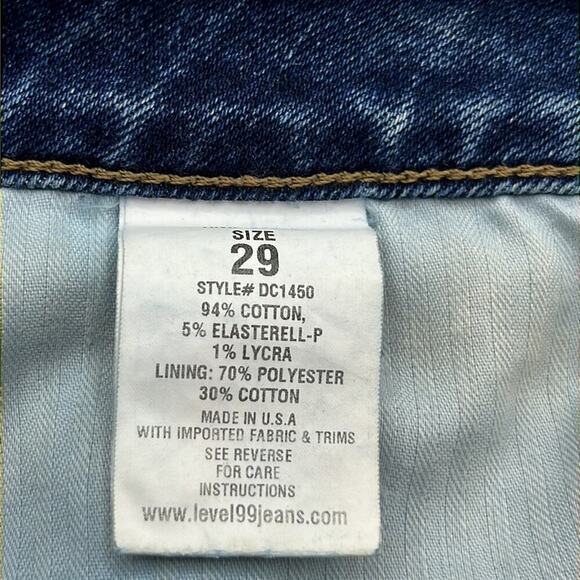 SIZE
29
STYLE# DC1450
94% COTTON,
5% ELASTERELL-P
1% LYCRA
LINING: 70% POLYESTER
30% COTTON
MADE IN U.S.A
WITH IMPORTED FABRIC & TRIMS
SEE REVERSE
FOR CARE
INSTRUCTIONS
www.level99jeans.com